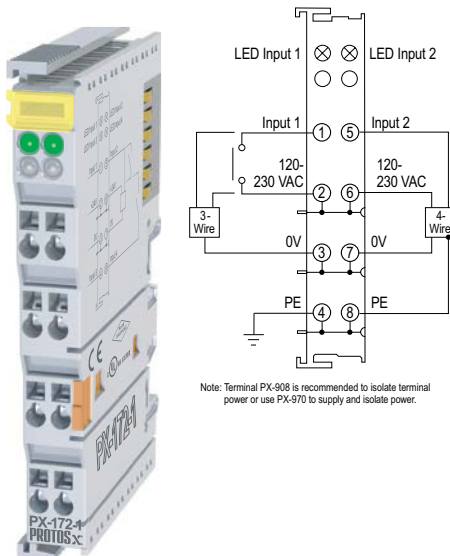 LED Input 1
LED Input 2
Input 1
1
5
Input 2
120-
230 VAC
2
6
120-
230 VAC
3-
Wire
4-
Wire
0V
3
7
0V
PE
4
8
PE
Note: Terminal PX-908 is recommended to isolate terminal
power or use PX-970 to supply and isolate power.
CE
PX-172-1
PX-172-1
PROTOS X